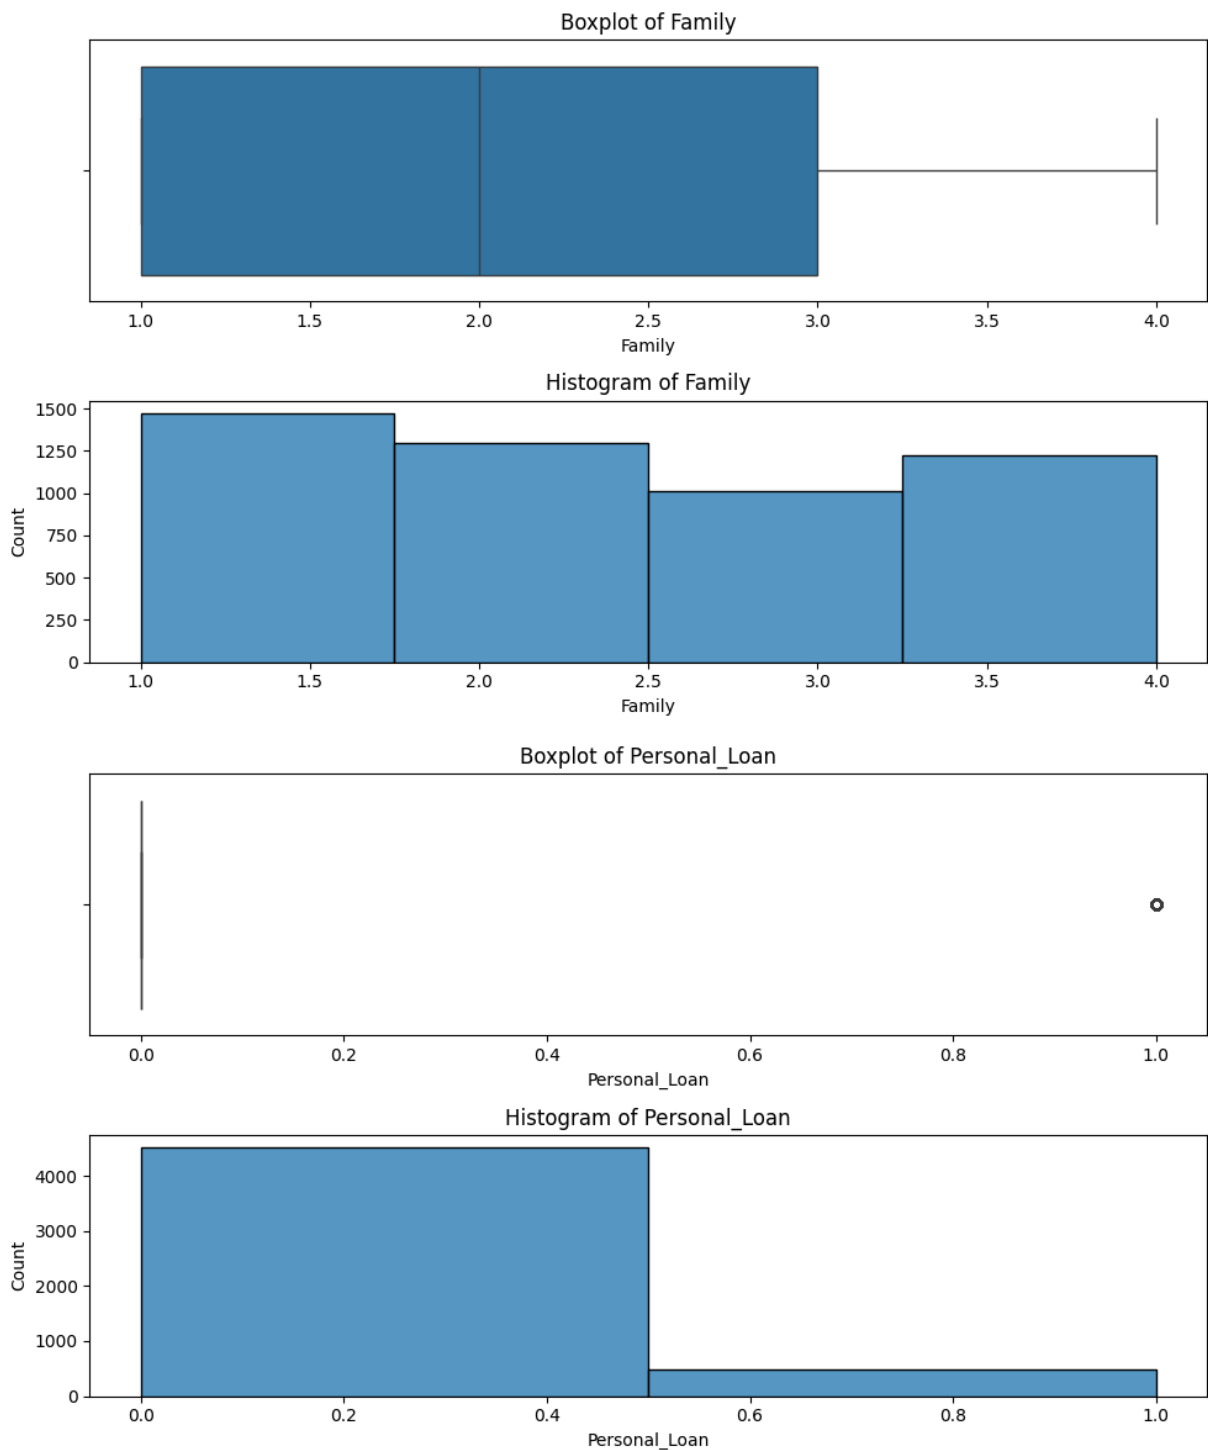 Boxplot of Family
1.0 1.5 2.0 2.5 3.0 3.5 4.0
Family
Histogram of Family
1500
1250
1000
750
500
250
0
Count
1.0 1.5 2.0 2.5 3.0 3.5 4.0
Family
Boxplot of Personal_Loan
0.0 0.2 0.4 0.6 0.8 1.0
Personal_Loan
Histogram of Personal_Loan
4000
3000
2000
1000
0
Count
0.0 0.2 0.4 0.6 0.8 1.0
Personal_Loan